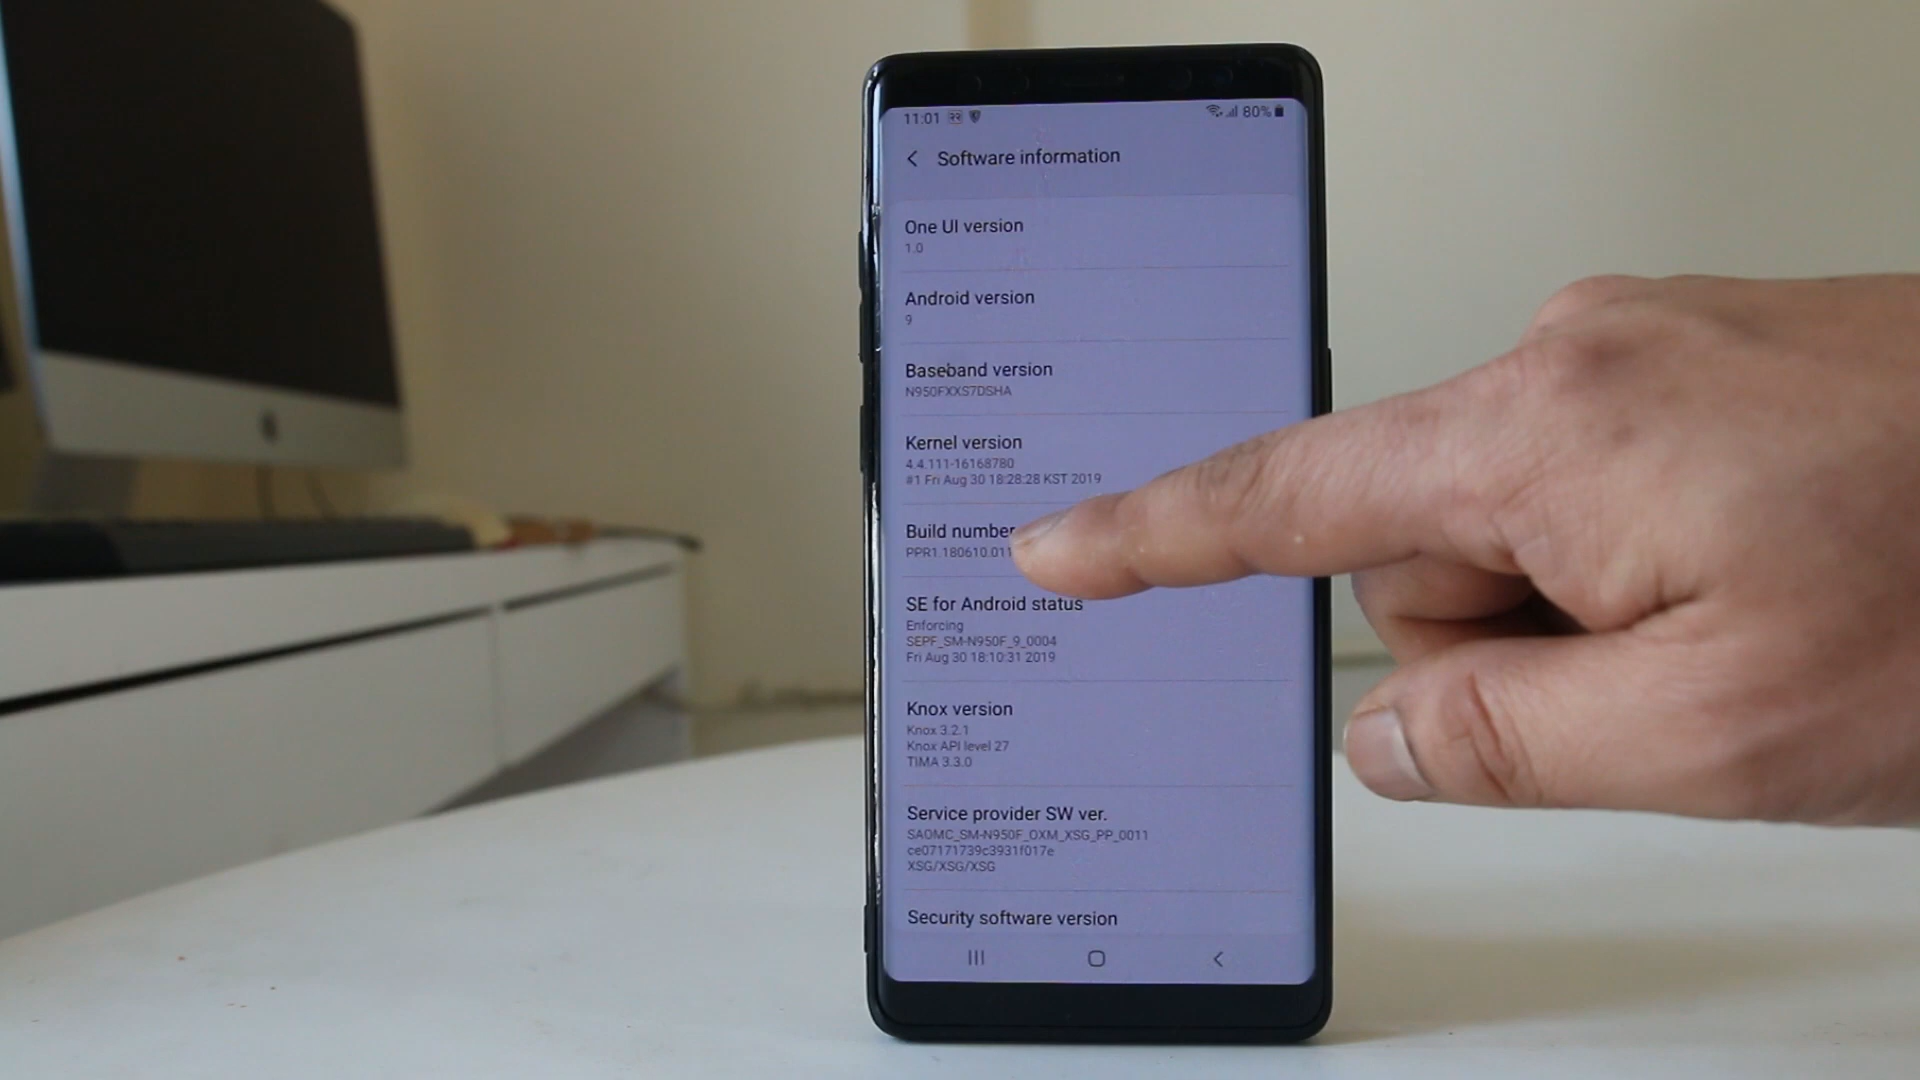 11:01 80%
Software information
One UI version
1.0
Android version
9
Baseband version
N950FXXS7DSHA
Kernel version
4.4.111-16168780
#1 Fri Aug 30 18:28:28 KST 2019
Build number
PPR1.180610.011
SE for Android status
Enforcing
SEPF_SM-N950F_9_0004
Fri Aug 30 18:10:31 2019
Knox version
Knox 3.2.1
Knox API level 27
TIMA 3.3.0
Service provider SW ver.
SAOMC_SM-N950F_OXM_XSG_PP_0011
ce07171739c3931f017e
XSG/XSG/XSG
Security software version